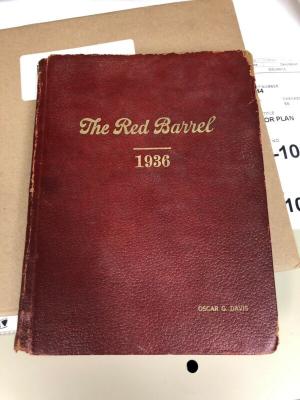 The Red Barrel
1936
OSCAR G. DAVIS
OR PLAN
-10
-10